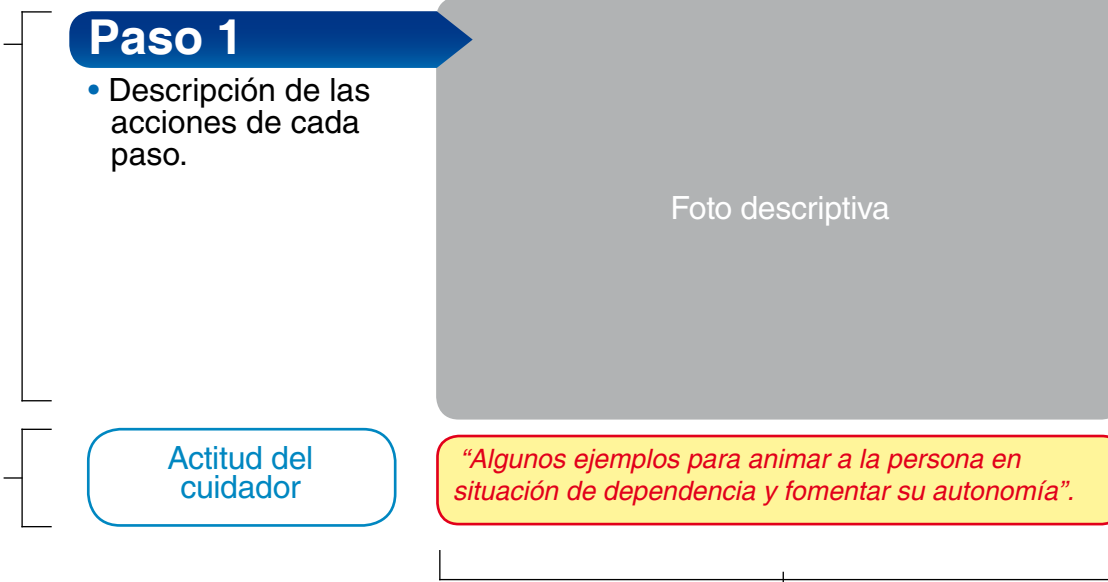 Paso 1
• Descripción de las
acciones de cada
paso.
Foto descriptiva
Actitud del
cuidador
“Algunos ejemplos para animar a la persona en
situación de dependencia y fomentar su autonomía”.